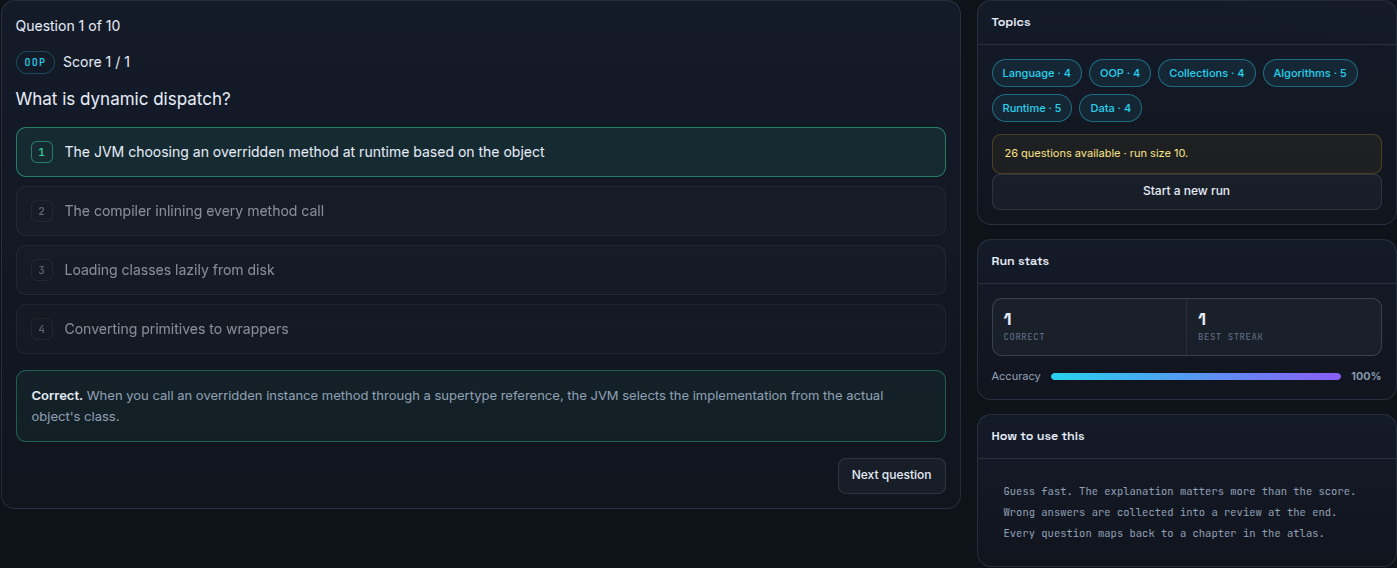 Question 1 of 10
OOP Score 1 / 1
What is dynamic dispatch?
1 The JVM choosing an overridden method at runtime based on the object
2 The compiler inlining every method call
3 Loading classes lazily from disk
4 Converting primitives to wrappers
Correct. When you call an overridden instance method through a supertype reference, the JVM selects the implementation from the actual
object's class.
Next question
Topics
Language · 4 OOP · 4 Collections · 4 Algorithms · 5
Runtime · 5 Data · 4
26 questions available · run size 10.
Start a new run
Run stats
1 1
CORRECT BEST STREAK
Accuracy 100%
How to use this
Guess fast. The explanation matters more than the score.
Wrong answers are collected into a review at the end.
Every question maps back to a chapter in the atlas.